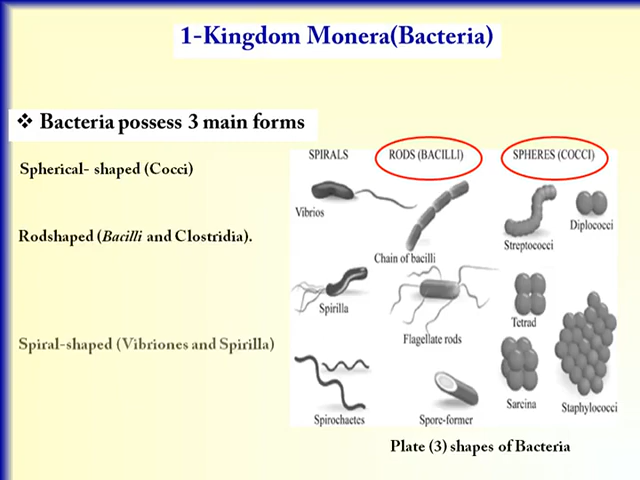 1-Kingdom Monera(Bacteria)
❖ Bacteria possess 3 main forms
Spherical- shaped (Cocci)
Rodshaped (Bacilli and Clostridia).
Spiral-shaped (Vibriones and Spirilla)
SPIRALS
RODS (BACILLI)
SPHERES (COCCI)
Vibrios
Chain of bacilli
Streptococci
Diplococci
Spirilla
Flagellate rods
Tetrad
Spirochaetes
Spore-former
Sarcina
Staphylococci
Plate (3) shapes of Bacteria